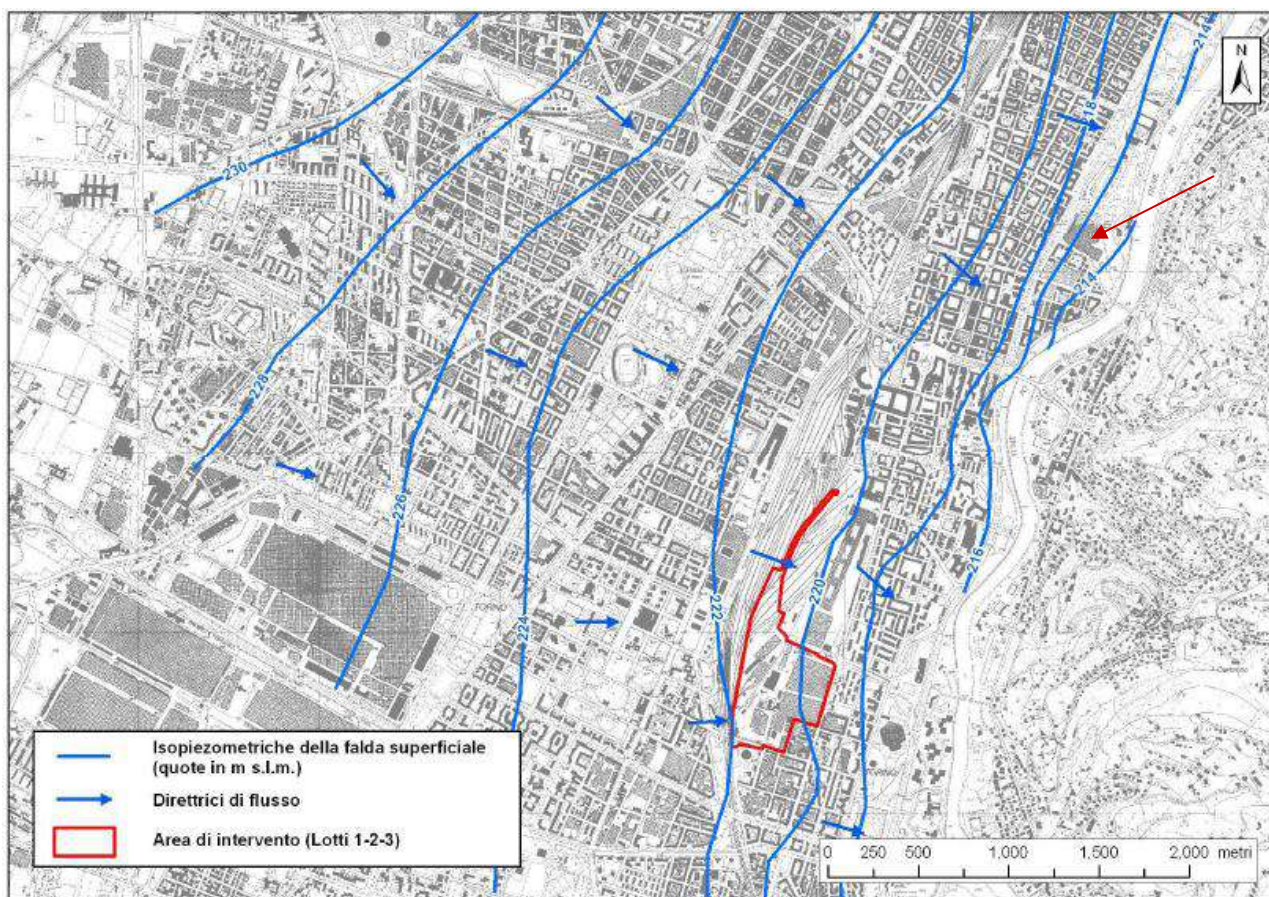 N
214
218
230
214
228
226
216
220
222
224
TORINO
Isopiezometriche della falda superficiale
(quote in m s.l.m.)
Direttrici di flusso
Area di intervento (Lotti 1-2-3)
0 250 500 1,000 1,500 2,000 metri